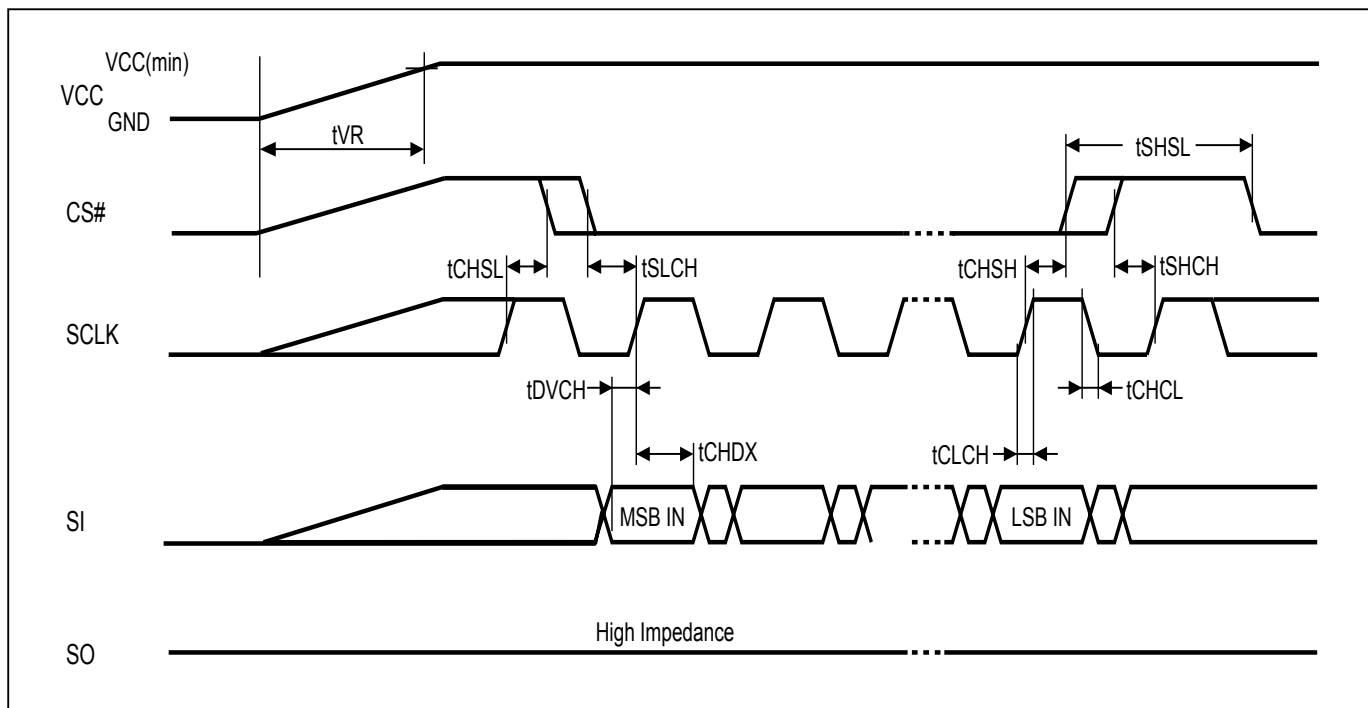 VCC(min)
VCC
GND
tVR
tSHSL
CS#
tCHSL
tSLCH
tCHSH
tSHCH
SCLK
tDVCH
tCHCL
tCHDX
tCLCH
SI
MSB IN
LSB IN
High Impedance
SO